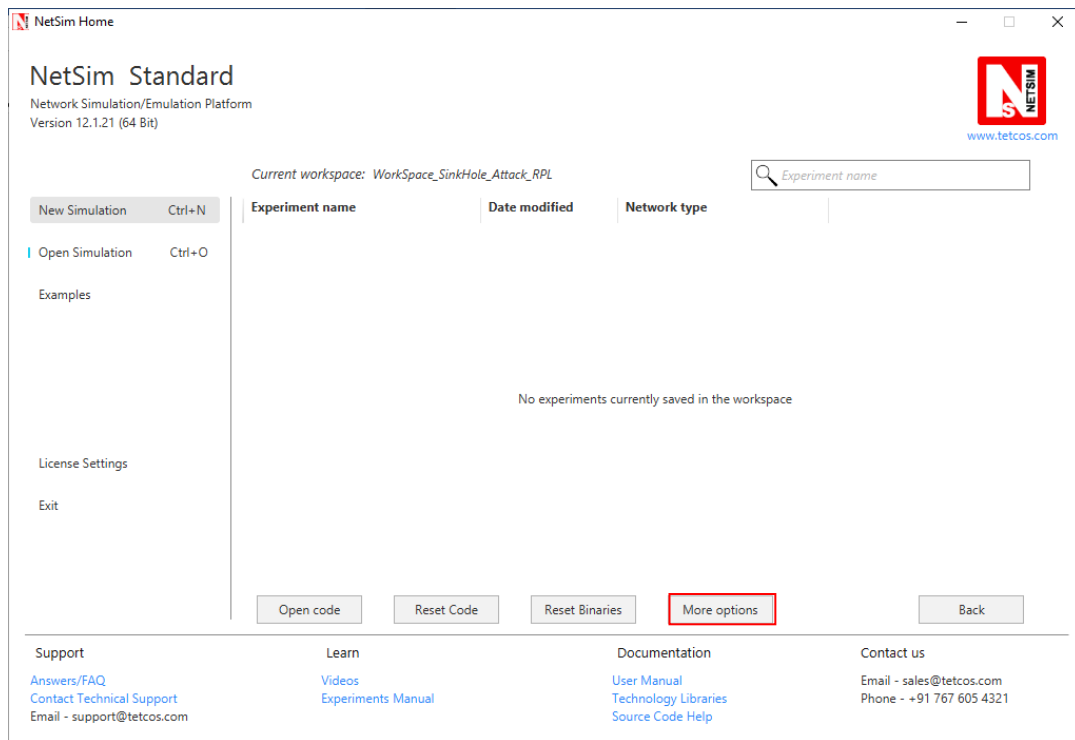 NetSim Home
NetSim Standard
Network Simulation/Emulation Platform
Version 12.1.21 (64 Bit)
NS NETSIM
www.tetcos.com
Current workspace: WorkSpace_SinkHole_Attack_RPL
Experiment name
New Simulation Ctrl+N
Open Simulation Ctrl+O
Examples
License Settings
Exit
Experiment name Date modified Network type
No experiments currently saved in the workspace
Open code Reset Code Reset Binaries More options Back
Support
Answers/FAQ
Contact Technical Support
Email - support@tetcos.com
Learn
Videos
Experiments Manual
Documentation
User Manual
Technology Libraries
Source Code Help
Contact us
Email - sales@tetcos.com
Phone - +91 767 605 4321